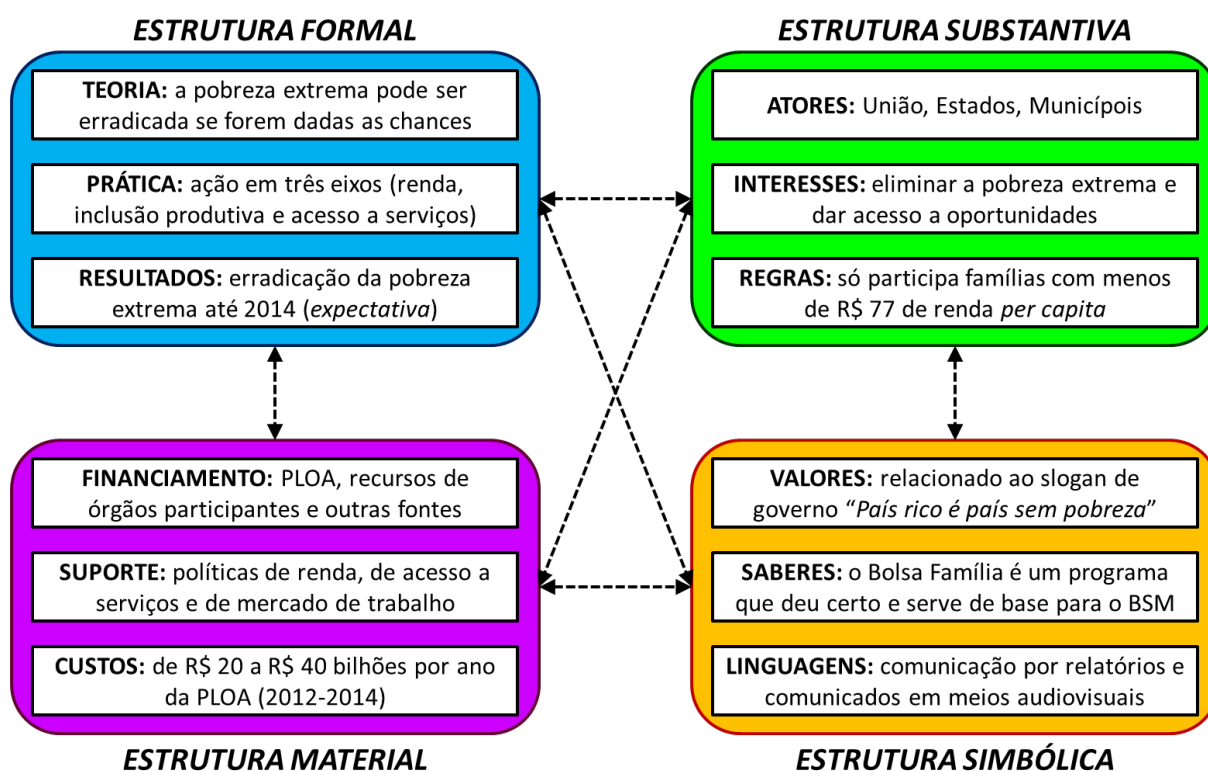 ESTRUTURA FORMAL
TEORIA: a pobreza extrema pode ser
erradicada se forem dadas as chances
PRÁTICA: ação em três eixos (renda,
inclusão produtiva e acesso a serviços)
RESULTADOS: erradicação da pobreza
extrema até 2014 (expectativa)
ESTRUTURA SUBSTANTIVA
ATORES: União, Estados, Municípois
INTERESSES: eliminar a pobreza extrema e
dar acesso a oportunidades
REGRAS: só participa famílias com menos
de R$ 77 de renda per capita
FINANCIAMENTO: PLOA, recursos de
órgãos participantes e outras fontes
SUPORTE: políticas de renda, de acesso a
serviços e de mercado de trabalho
CUSTOS: de R$ 20 a R$ 40 bilhões por ano
da PLOA (2012-2014)
ESTRUTURA MATERIAL
VALORES: relacionado ao slogan de
governo “País rico é país sem pobreza”
SABERES: o Bolsa Família é um programa
que deu certo e serve de base para o BSM
LINGUAGENS: comunicação por relatórios e
comunicados em meios audiovisuais
ESTRUTURA SIMBÓLICA